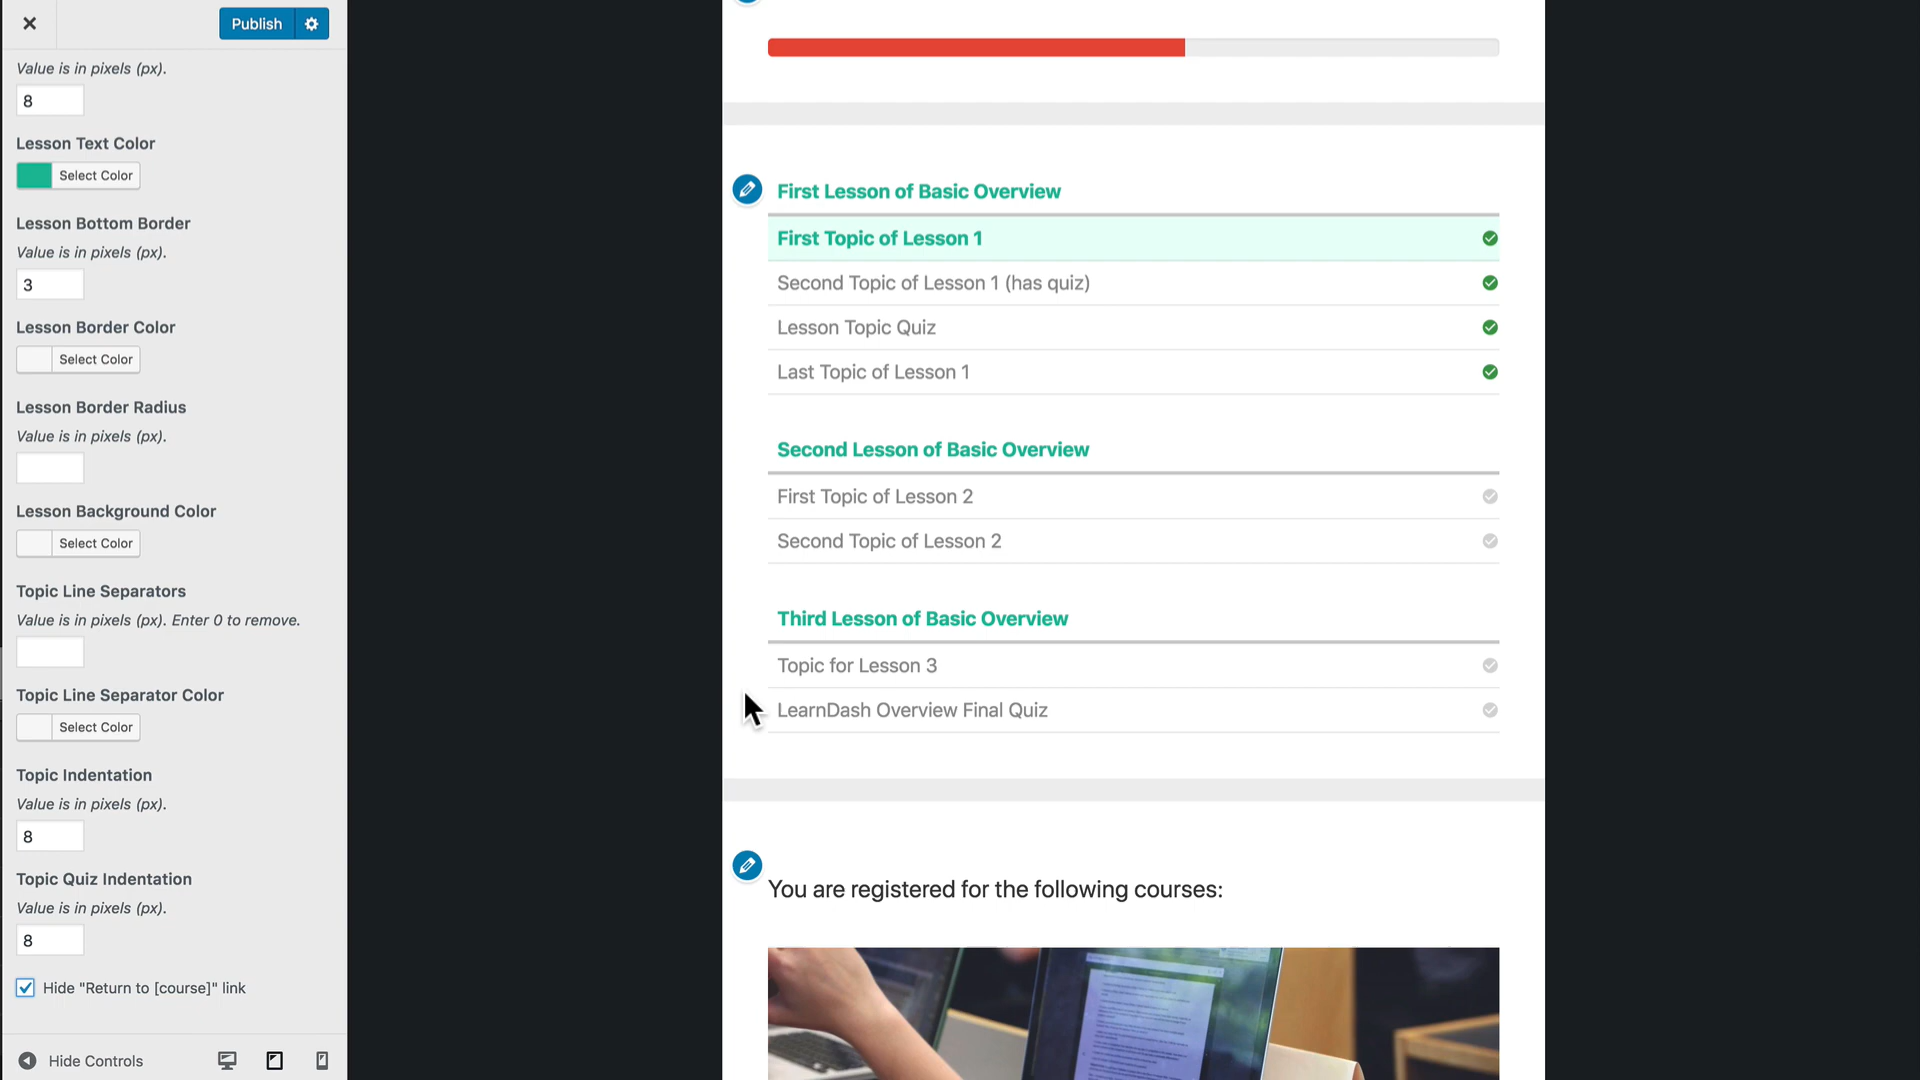 Publish
Value is in pixels (px).
8
Lesson Text Color
Select Color
Lesson Bottom Border
Value is in pixels (px).
3
Lesson Border Color
Select Color
Lesson Border Radius
Value is in pixels (px).
Lesson Background Color
Select Color
Topic Line Separators
Value is in pixels (px). Enter 0 to remove.
Topic Line Separator Color
Select Color
Topic Indentation
Value is in pixels (px).
8
Topic Quiz Indentation
Value is in pixels (px).
8
Hide "Return to [course]" link
Hide Controls
First Lesson of Basic Overview
First Topic of Lesson 1
Second Topic of Lesson 1 (has quiz)
Lesson Topic Quiz
Last Topic of Lesson 1
Second Lesson of Basic Overview
First Topic of Lesson 2
Second Topic of Lesson 2
Third Lesson of Basic Overview
Topic for Lesson 3
LearnDash Overview Final Quiz
You are registered for the following courses: